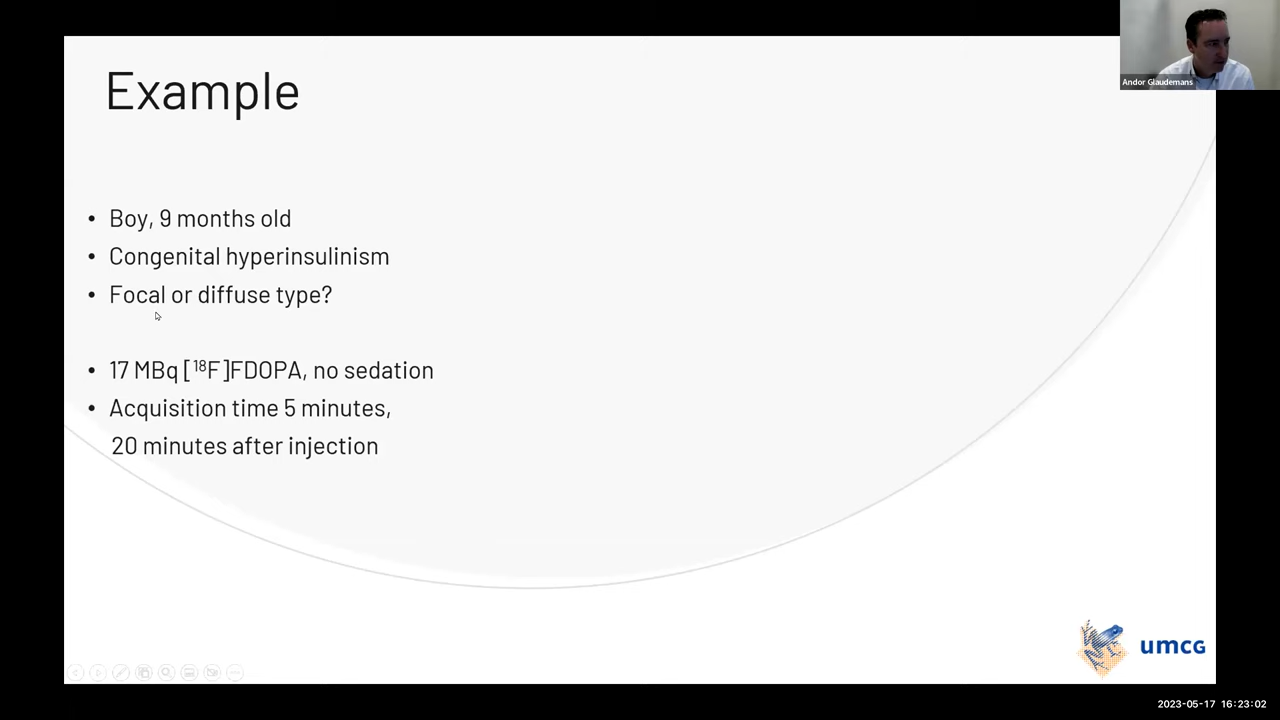 Andor Glaudemans
Example
• Boy, 9 months old
• Congenital hyperinsulinism
• Focal or diffuse type?
• 17 MBq [¹⁸F]FDOPA, no sedation
• Acquisition time 5 minutes,
20 minutes after injection
umcg
2023-05-17 16:23:02